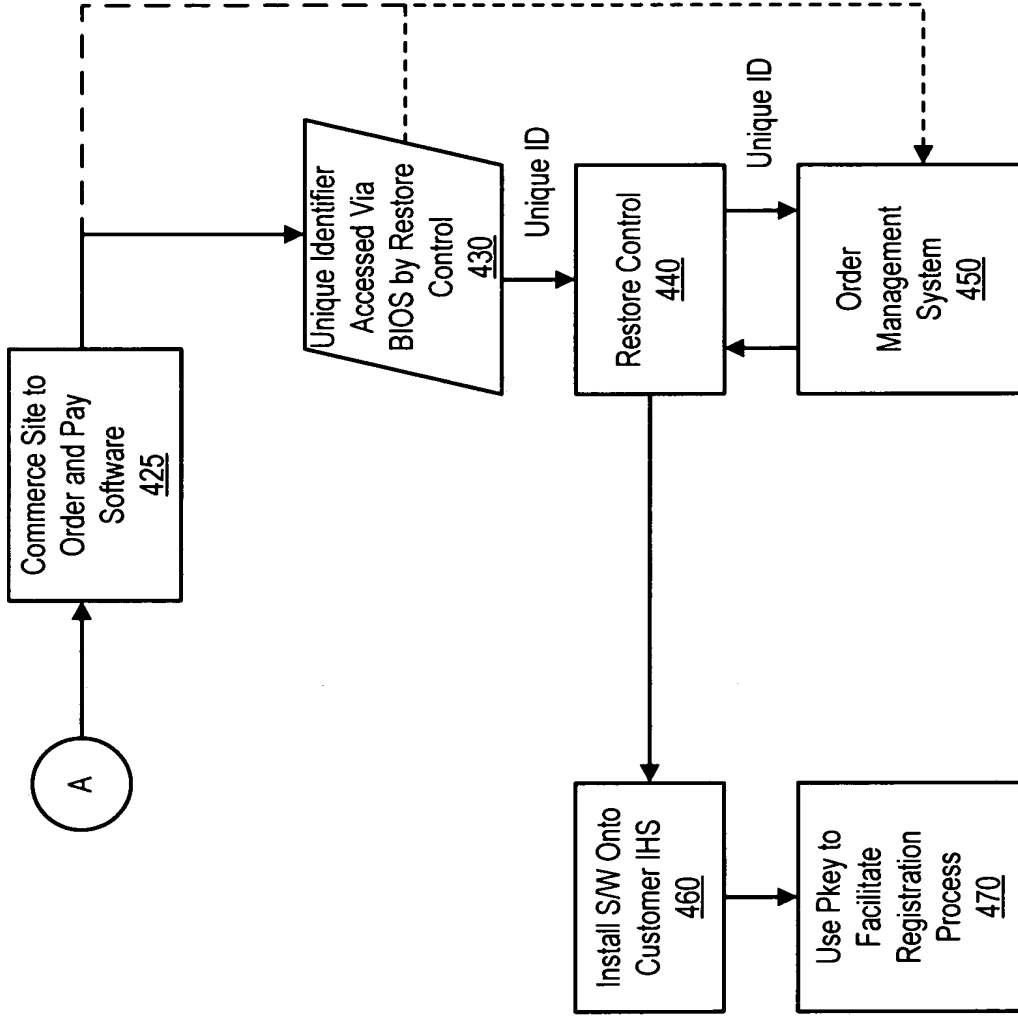 A
Commerce Site to
Order and Pay
Software
425
Unique Identifier
Accessed Via
BIOS by Restore
Control
430
Unique ID
Restore Control
440
Unique ID
Order
Management
System
450
Install S/W Onto
Customer IHS
460
Use Pkey to
Facilitate
Registration
Process
470